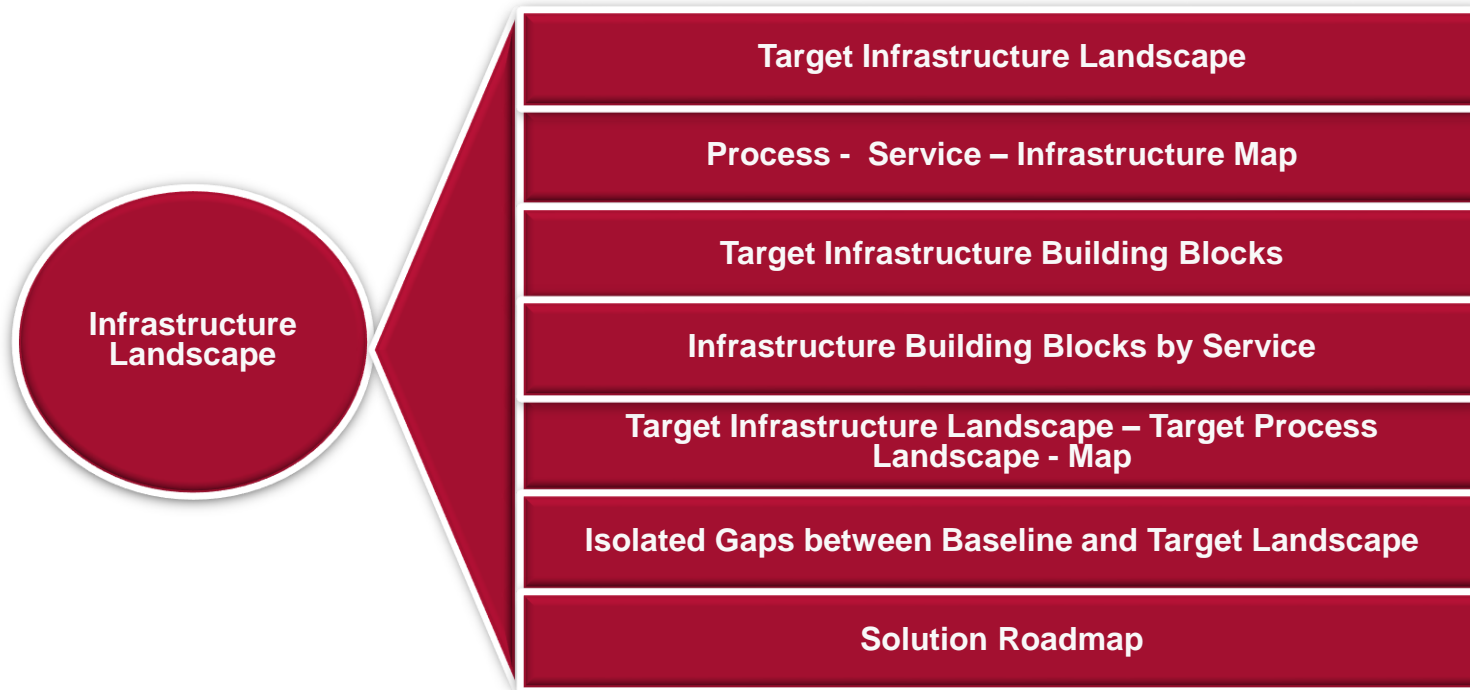 Target Infrastructure Landscape
Process - Service – Infrastructure Map
Target Infrastructure Building Blocks
Infrastructure
Landscape
Infrastructure Building Blocks by Service
Target Infrastructure Landscape – Target Process
Landscape - Map
Isolated Gaps between Baseline and Target Landscape
Solution Roadmap